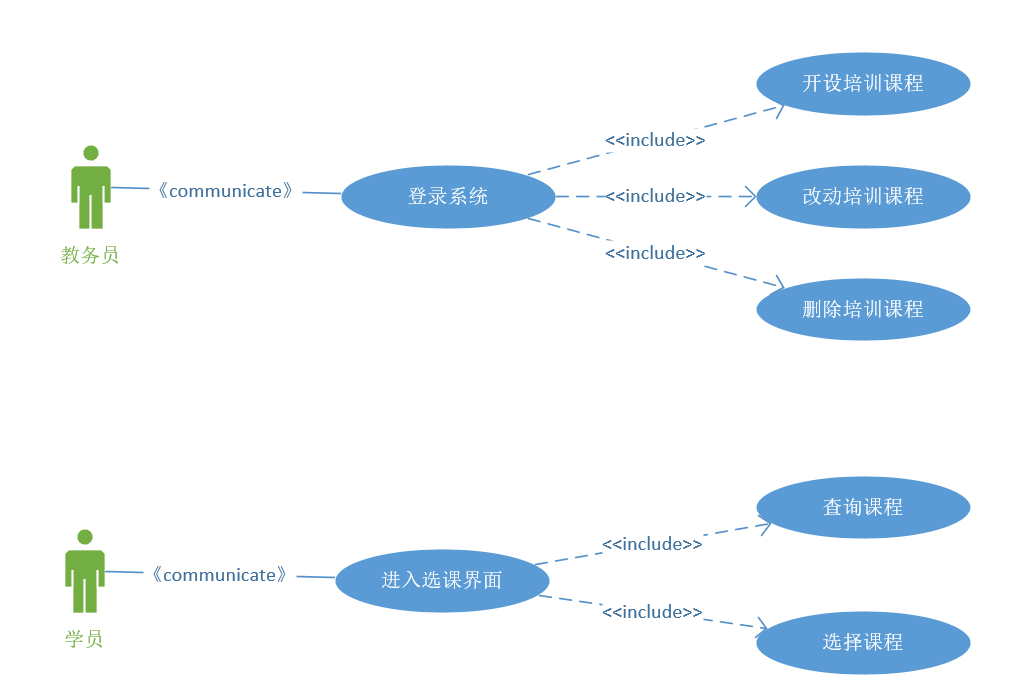 开设培训课程
<<include>>
《communicate》
登录系统
<<include>>
改动培训课程
教务员
<<include>>
删除培训课程
查询课程
<<include>>
《communicate》
进入选课界面
<<include>>
学员
选择课程